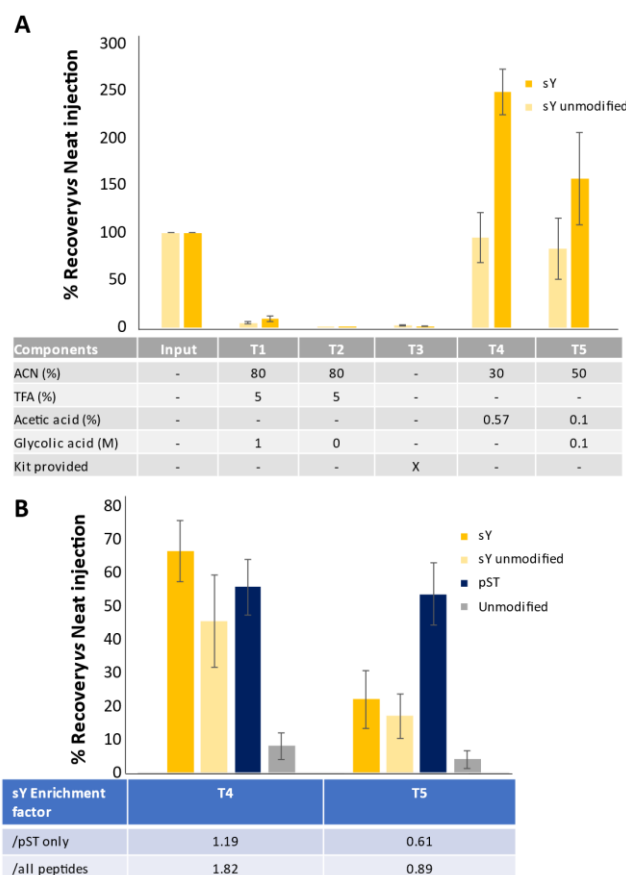 A
% Recovery vs Neat injection
300
250
200
150
100
50
0
sY
sY unmodified
Components Input T1 T2 T3 T4 T5
ACN (%) - 80 80 - 30 50
TFA (%) - 5 5 - - -
Acetic acid (%) - - - - 0.57 0.1
Glycolic acid (M) - 1 0 - - 0.1
Kit provided - - - X - -
B
% Recovery vs Neat injection
80
70
60
50
40
30
20
10
0
sY
sY unmodified
pST
Unmodified
sY Enrichment factor T4 T5
/pST only 1.19 0.61
/all peptides 1.82 0.89